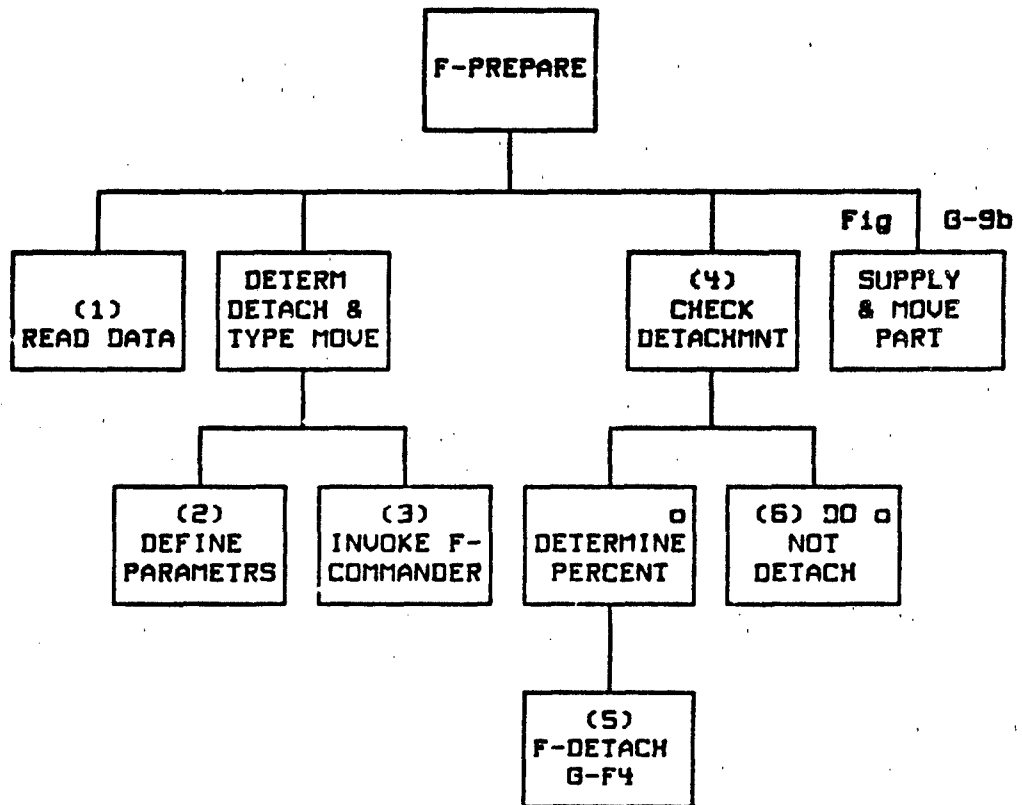 F-PREPARE
Fig G-9b
(1)
READ DATA
DETERM
DETACH &
TYPE MOVE
(4)
CHECK
DETACHMNT
SUPPLY
& MOVE
PART
(2)
DEFINE
PARAMETRS
(3)
INVOKE F-
COMMANDER
o
DETERMINE
PERCENT
(6) DO o
NOT
DETACH
(5)
F-DETACH
G-F4